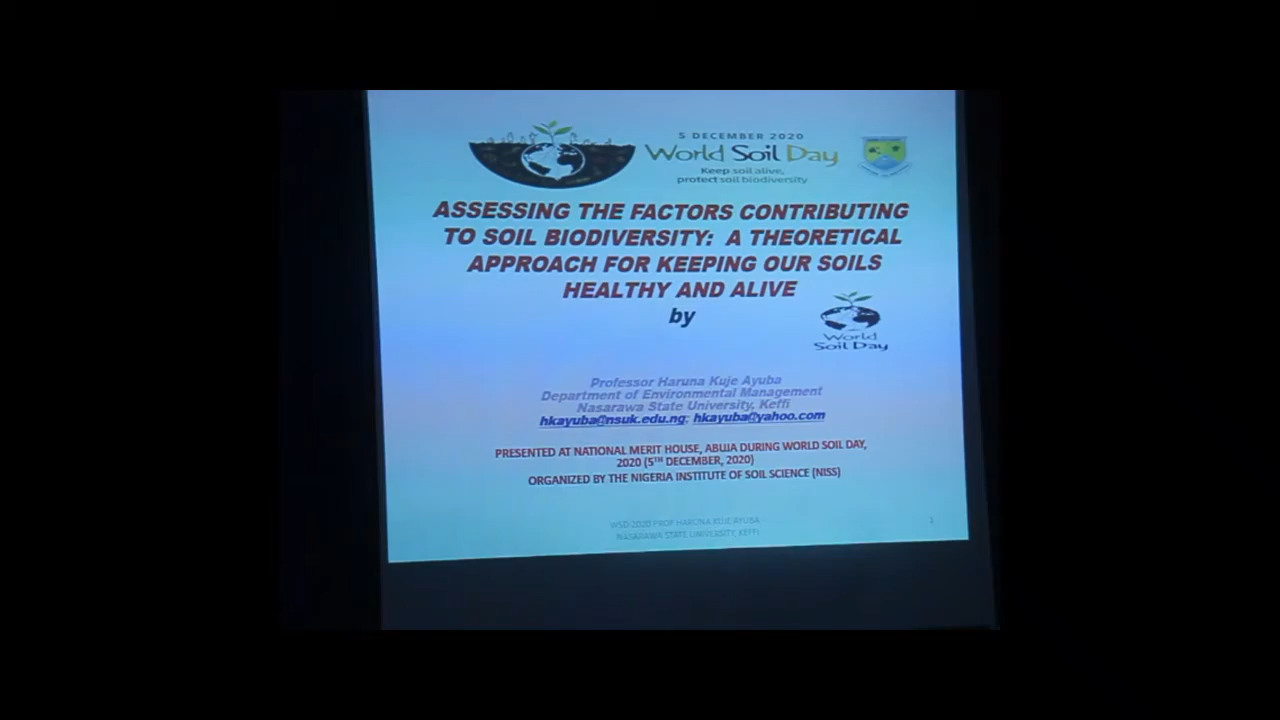 5 DECEMBER 2020
World Soil Day
Keep soil alive,
protect soil biodiversity
ASSESSING THE FACTORS CONTRIBUTING
TO SOIL BIODIVERSITY: A THEORETICAL
APPROACH FOR KEEPING OUR SOILS
HEALTHY AND ALIVE
by
World
Soil Day
Professor Haruna Kuje Ayuba
Department of Environmental Management
Nasarawa State University, Keffi
hkayuba@nsuk.edu.ng; hkayuba@yahoo.com
PRESENTED AT NATIONAL MERIT HOUSE, ABUJA DURING WORLD SOIL DAY,
2020 (5TH DECEMBER, 2020)
ORGANIZED BY THE NIGERIA INSTITUTE OF SOIL SCIENCE (NISS)
WSD 2020 PROF HARUNA KUJE AYUBA
NASARAWA STATE UNIVERSITY, KEFFI
1